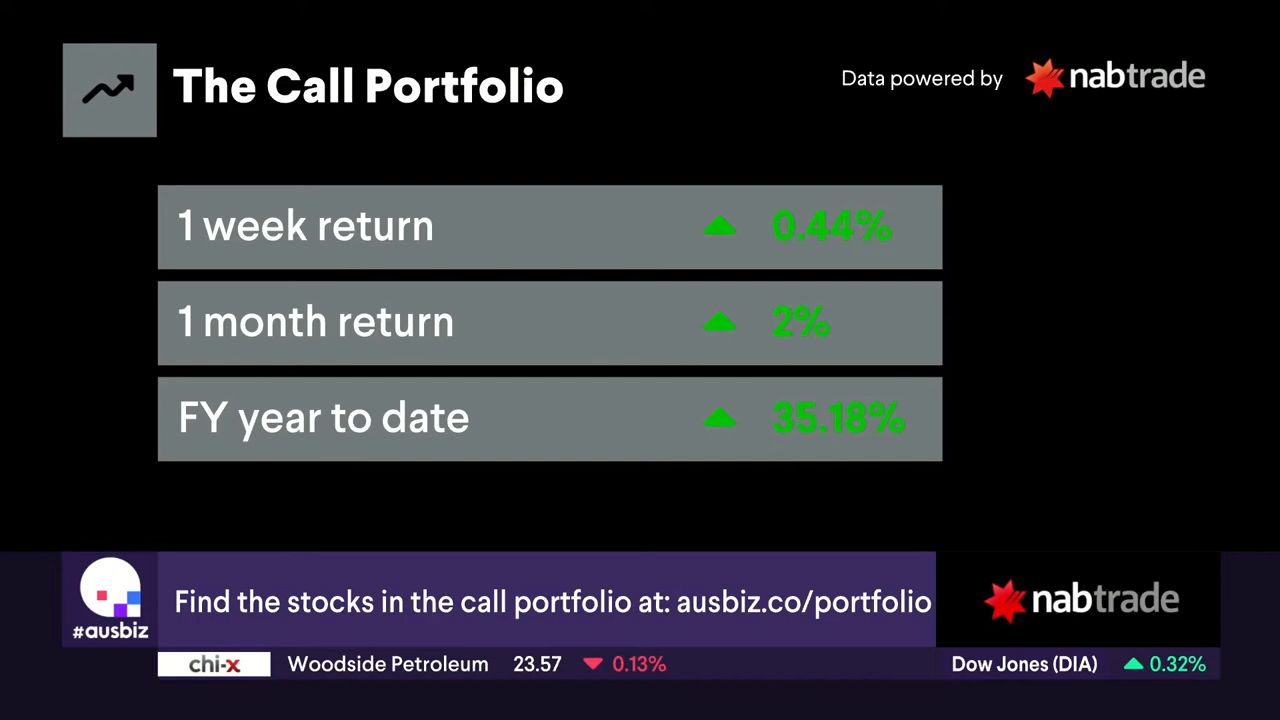 The Call Portfolio
Data powered by nabtrade
1 week return 0.44%
1 month return 2%
FY year to date 35.18%
#ausbiz
Find the stocks in the call portfolio at: ausbiz.co/portfolio
nabtrade
chi-x Woodside Petroleum 23.57 0.13% Dow Jones (DIA) 0.32%